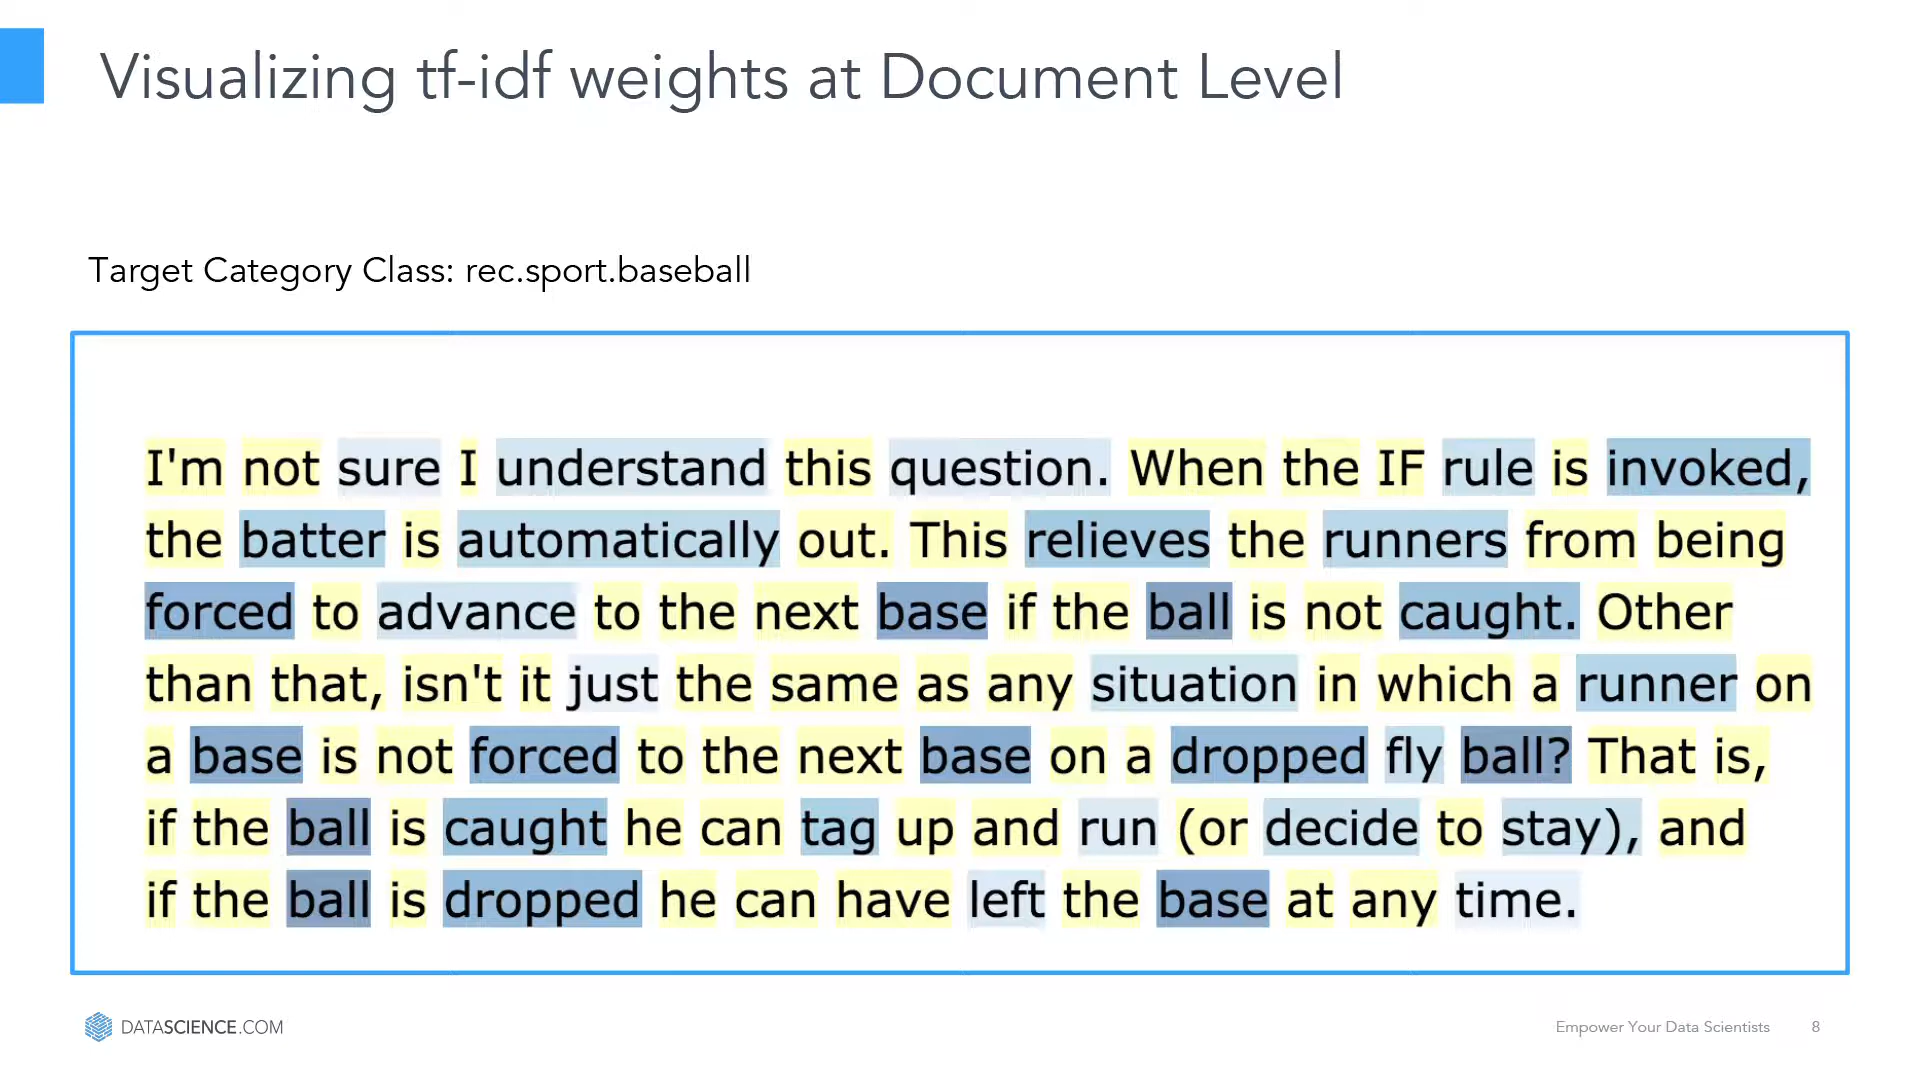 Visualizing tf-idf weights at Document Level
Target Category Class: rec.sport.baseball
I'm not sure I understand this question. When the IF rule is invoked,
the batter is automatically out. This relieves the runners from being
forced to advance to the next base if the ball is not caught. Other
than that, isn't it just the same as any situation in which a runner on
a base is not forced to the next base on a dropped fly ball? That is,
if the ball is caught he can tag up and run (or decide to stay), and
if the ball is dropped he can have left the base at any time.
DATASCIENCE.COM
Empower Your Data Scientists 8